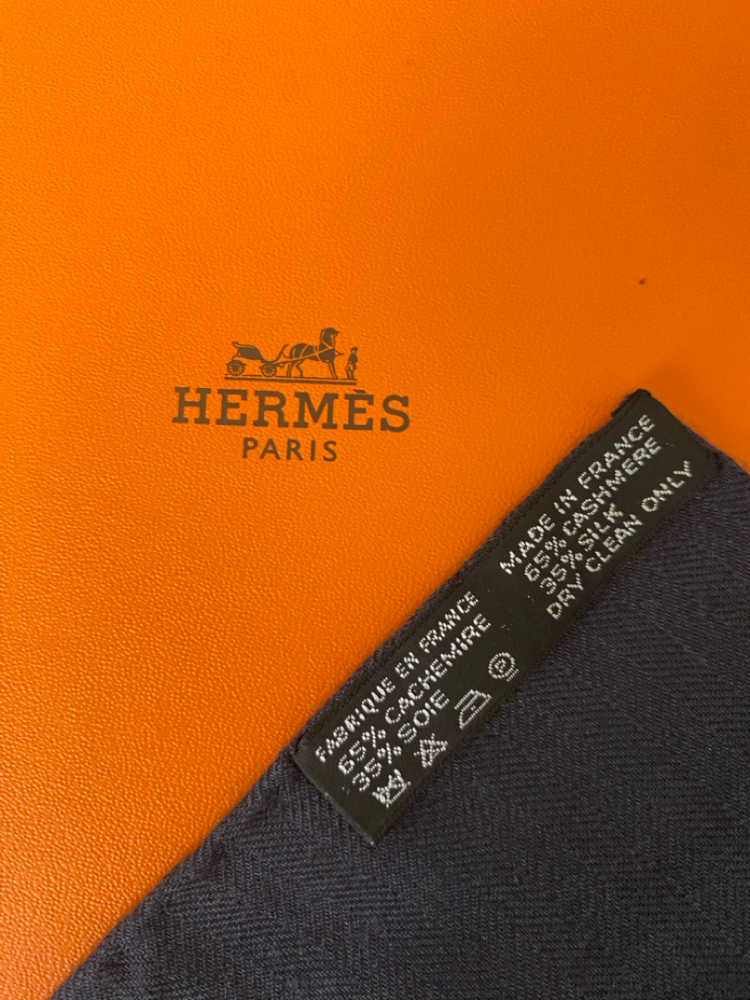 HERMÈS
PARIS
FABRIQUE EN FRANCE
65% CACHEMIRE
35% SOIE
MADE IN FRANCE
65% CASHMERE
35% SILK
DRY CLEAN ONLY